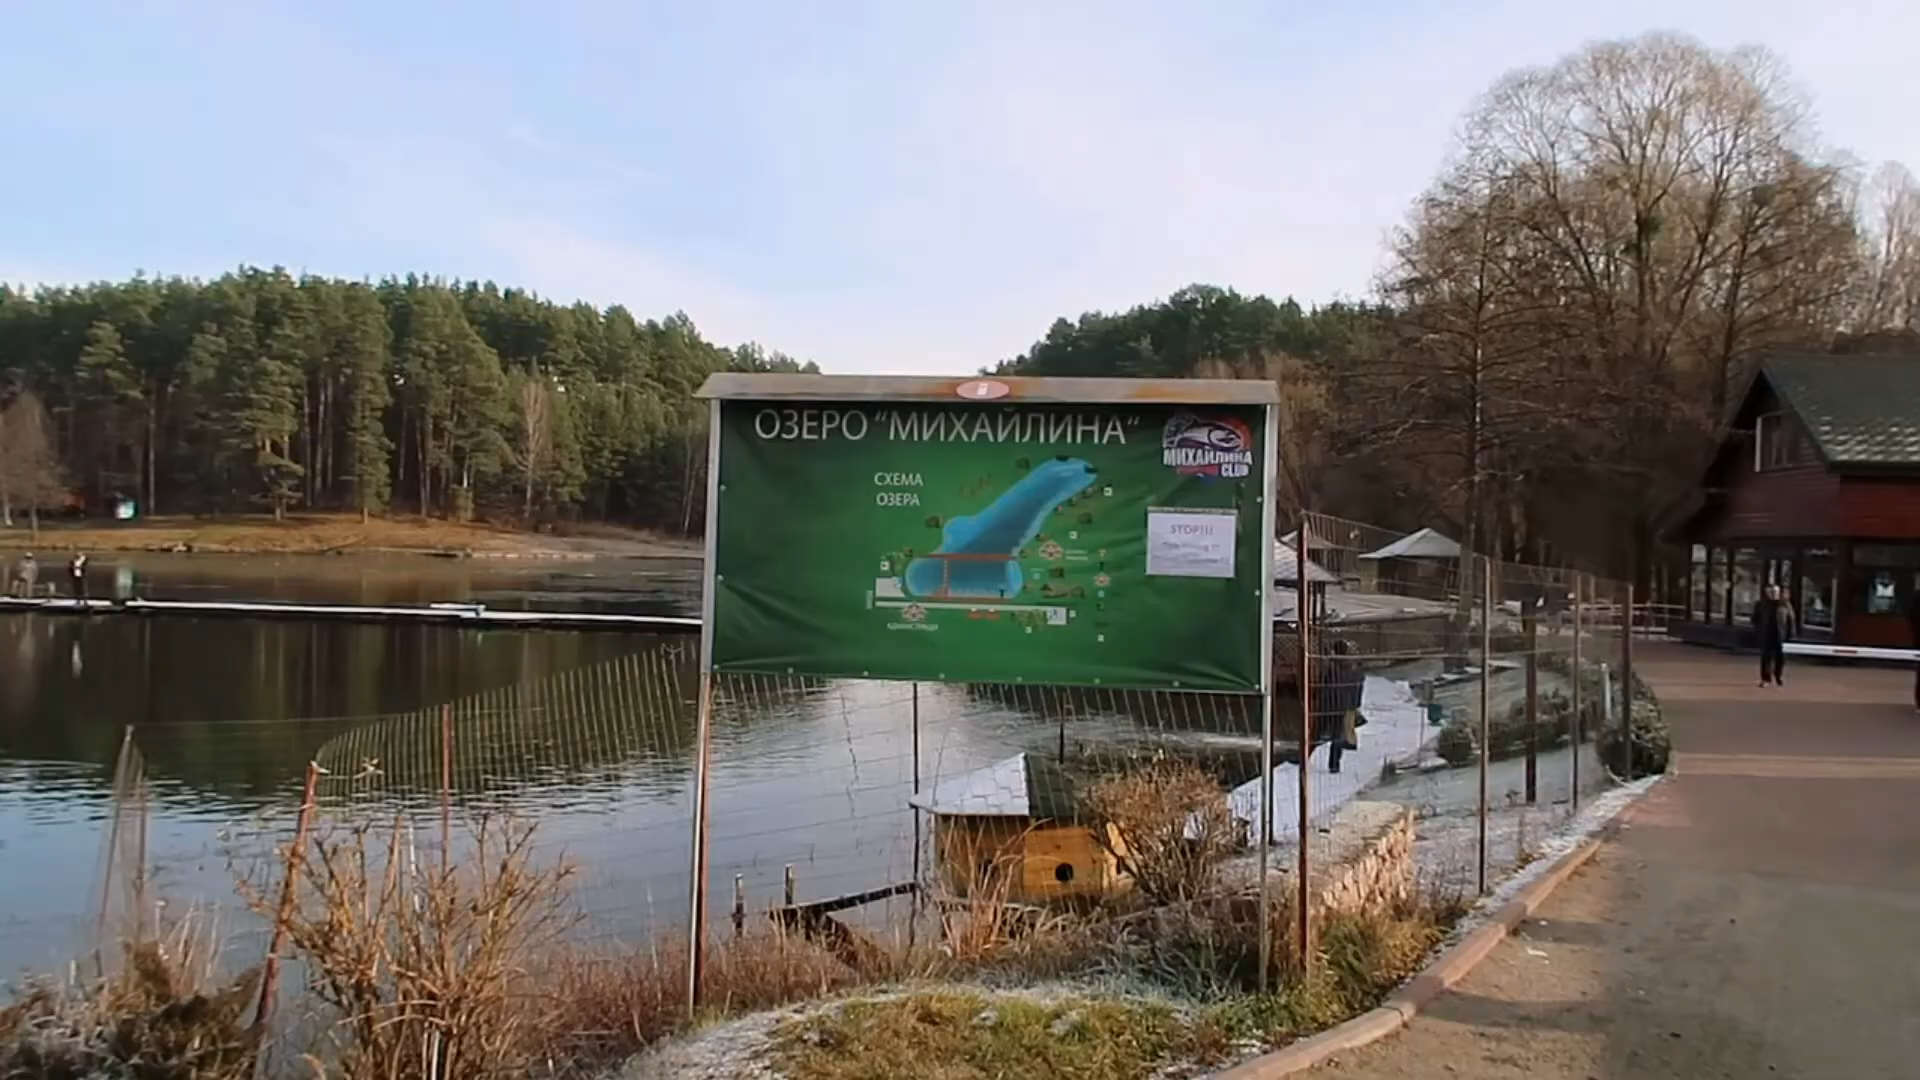 ОЗЕРО “МИХАЙЛИНА“
МИХАЙЛИНА
CLUB
СХЕМА
ОЗЕРА
STOP!!!